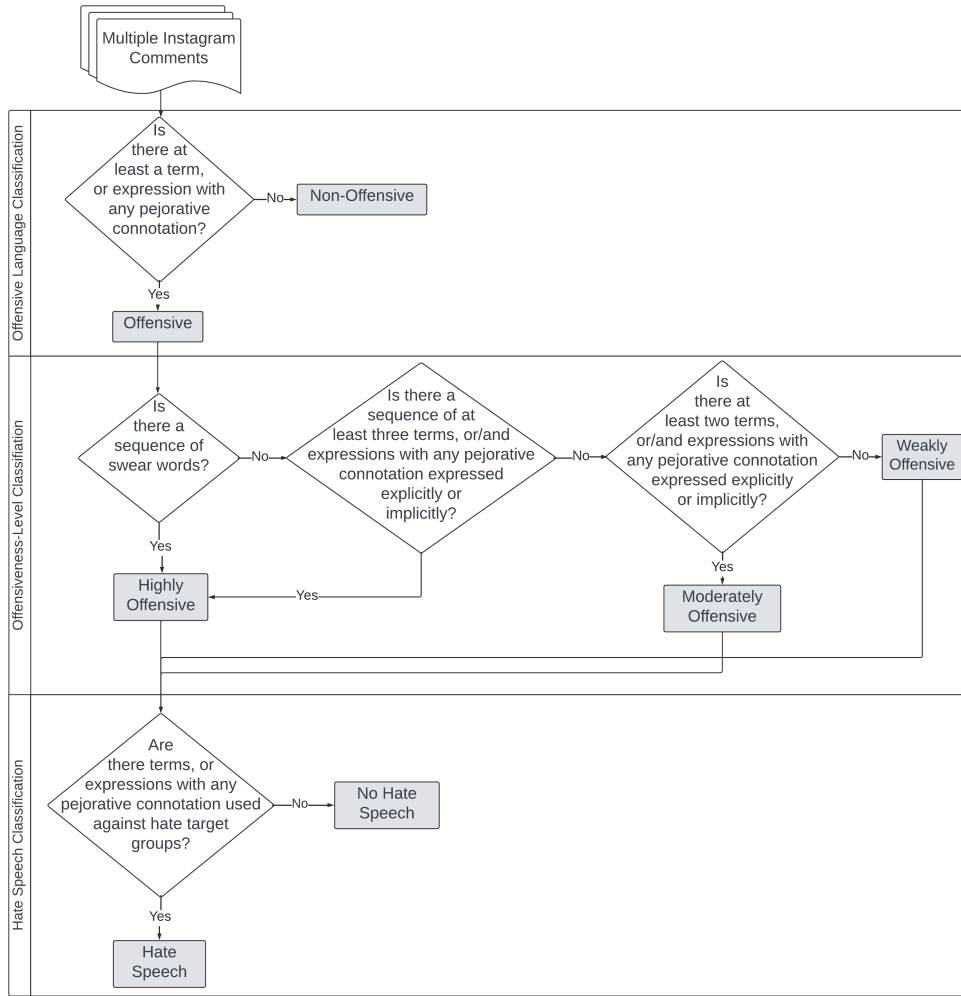 Multiple Instagram
Comments
Offensive Language Classification
Is
there at
least a term,
or expression with
any pejorative
connotation?
No
Non-Offensive
Yes
Offensive
Offensiveness-Level Classifiation
Is
there a
sequence of
swear words?
No
Is there a
sequence of at
least three terms, or/and
expressions with any pejorative
connotation expressed
explicitly or
implicitly?
No
Is
there at
least two terms,
or/and expressions with
any pejorative connotation
expressed explicitly
or implicitly?
No
Weakly
Offensive
Yes
Highly
Offensive
Yes
Yes
Moderately
Offensive
Hate Speech Classification
Are
there terms, or
expressions with any
pejorative connotation used
against hate target
groups?
No
No Hate
Speech
Yes
Hate
Speech